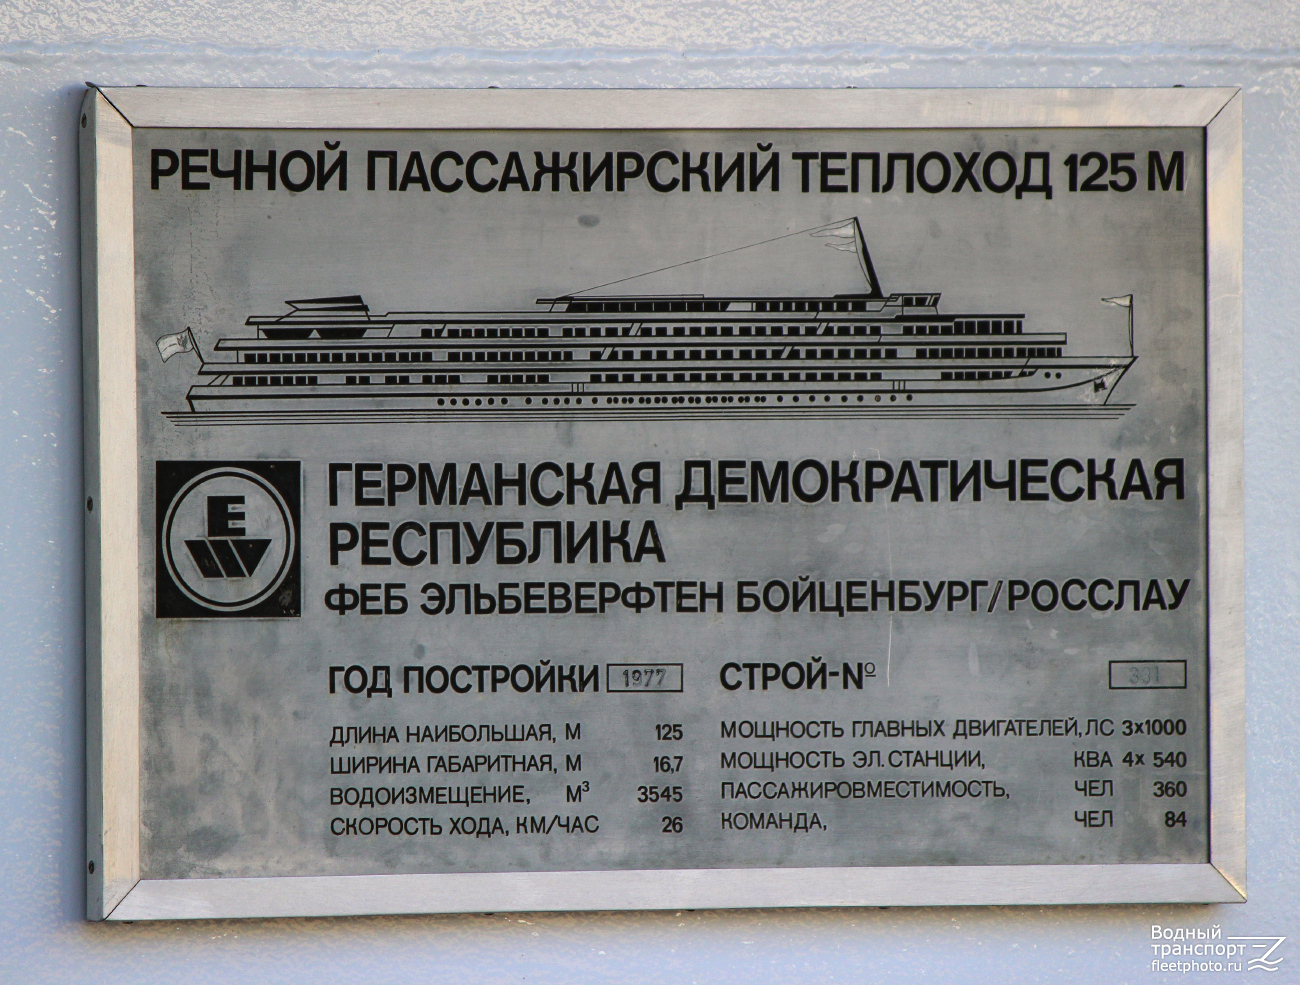 РЕЧНОЙ ПАССАЖИРСКИЙ ТЕПЛОХОД 125 М
ГЕРМАНСКАЯ ДЕМОКРАТИЧЕСКАЯ
РЕСПУБЛИКА
ФЕБ ЭЛЬБЕВЕРФТЕН БОЙЦЕНБУРГ/РОССЛАУ
E
W
ГОД ПОСТРОЙКИ 1977 СТРОЙ-№ 301
ДЛИНА НАИБОЛЬШАЯ, М 125 МОЩНОСТЬ ГЛАВНЫХ ДВИГАТЕЛЕЙ, ЛС 3х1000
ШИРИНА ГАБАРИТНАЯ, М 16,7 МОЩНОСТЬ ЭЛ. СТАНЦИИ, КВА 4х 540
ВОДОИЗМЕЩЕНИЕ, М³ 3545 ПАССАЖИРОВМЕСТИМОСТЬ, ЧЕЛ 360
СКОРОСТЬ ХОДА, КМ/ЧАС 26 КОМАНДА, ЧЕЛ 84
Водный
транспорт
fleetphoto.ru